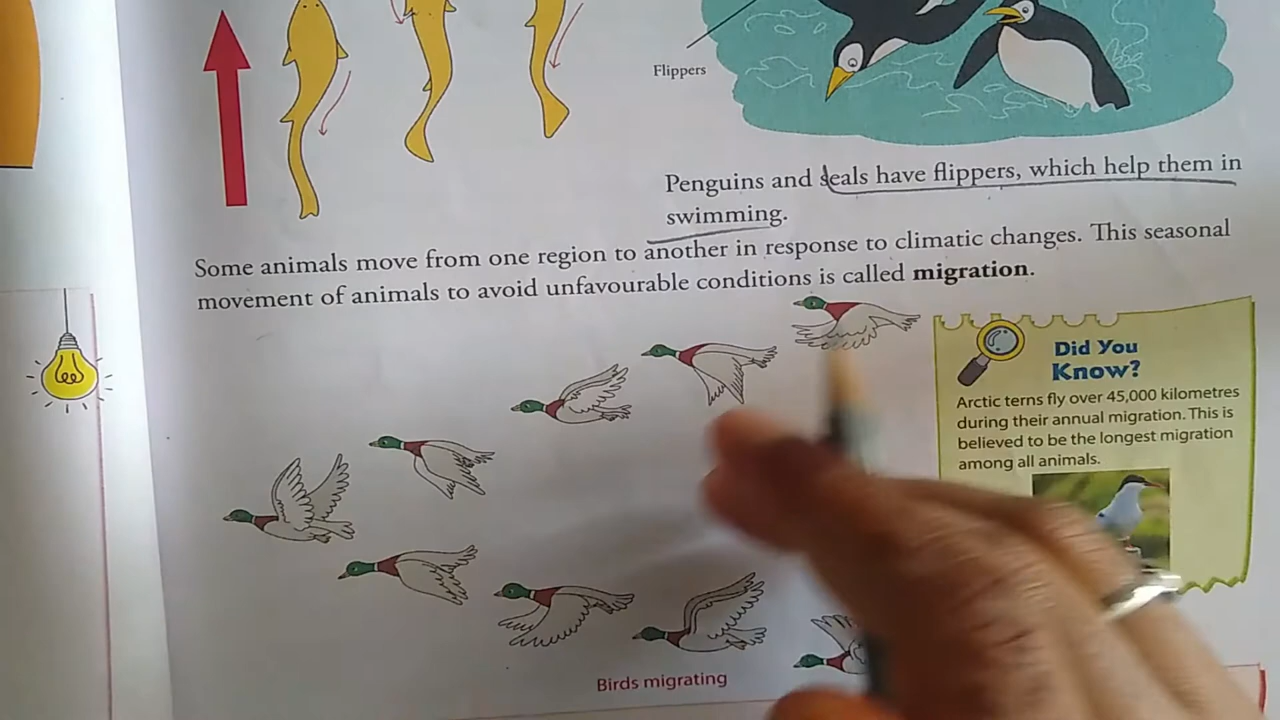 Flippers
Penguins and seals have flippers, which help them in
swimming.
Some animals move from one region to another in response to climatic changes. This seasonal
movement of animals to avoid unfavourable conditions is called migration.
Did You
Know?
Arctic terns fly over 45,000 kilometres
during their annual migration. This is
believed to be the longest migration
among all animals.
Birds migrating